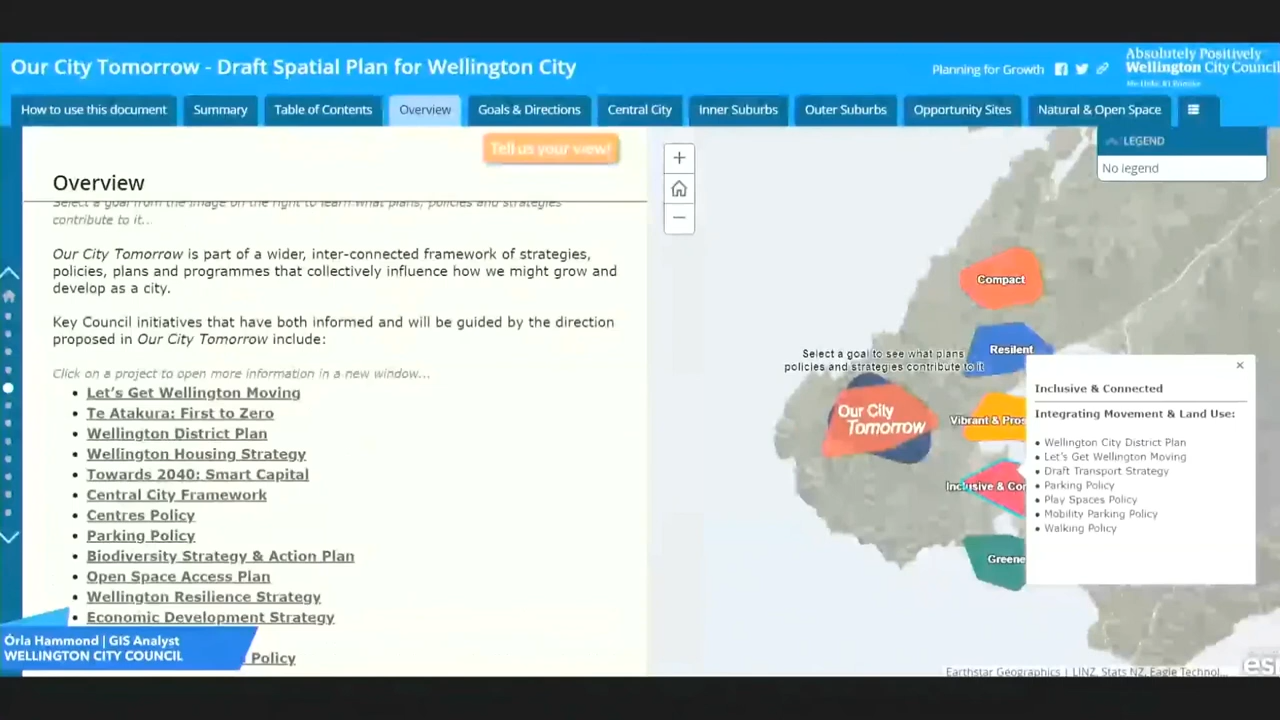 Our City Tomorrow - Draft Spatial Plan for Wellington City
Planning for Growth
Absolutely Positively
Wellington City Council
Me Heke Ki Pōneke
How to use this document
Summary
Table of Contents
Overview
Goals & Directions
Central City
Inner Suburbs
Outer Suburbs
Opportunity Sites
Natural & Open Space
Tell us your view!
Overview
Select a goal from the image on the right to learn what plans, policies and strategies
contribute to it...
Our City Tomorrow is part of a wider, inter-connected framework of strategies,
policies, plans and programmes that collectively influence how we might grow and
develop as a city.
Key Council initiatives that have both informed and will be guided by the direction
proposed in Our City Tomorrow include:
Click on a project to open more information in a new window...
• Let's Get Wellington Moving
• Te Atakura: First to Zero
• Wellington District Plan
• Wellington Housing Strategy
• Towards 2040: Smart Capital
• Central City Framework
• Centres Policy
• Parking Policy
• Biodiversity Strategy & Action Plan
• Open Space Access Plan
• Wellington Resilience Strategy
• Economic Development Strategy
Policy
Órla Hammond | GIS Analyst
WELLINGTON CITY COUNCIL
LEGEND
No legend
+
−
Compact
Resilent
Select a goal to see what plans
policies and strategies contribute to it
Our City
Tomorrow
Vibrant & Pros
Inclusive & Con
Greene
×
Inclusive & Connected
Integrating Movement & Land Use:
• Wellington City District Plan
• Let's Get Wellington Moving
• Draft Transport Strategy
• Parking Policy
• Play Spaces Policy
• Mobility Parking Policy
• Walking Policy
Earthstar Geographics | LINZ, Stats NZ, Eagle Technol...
esri